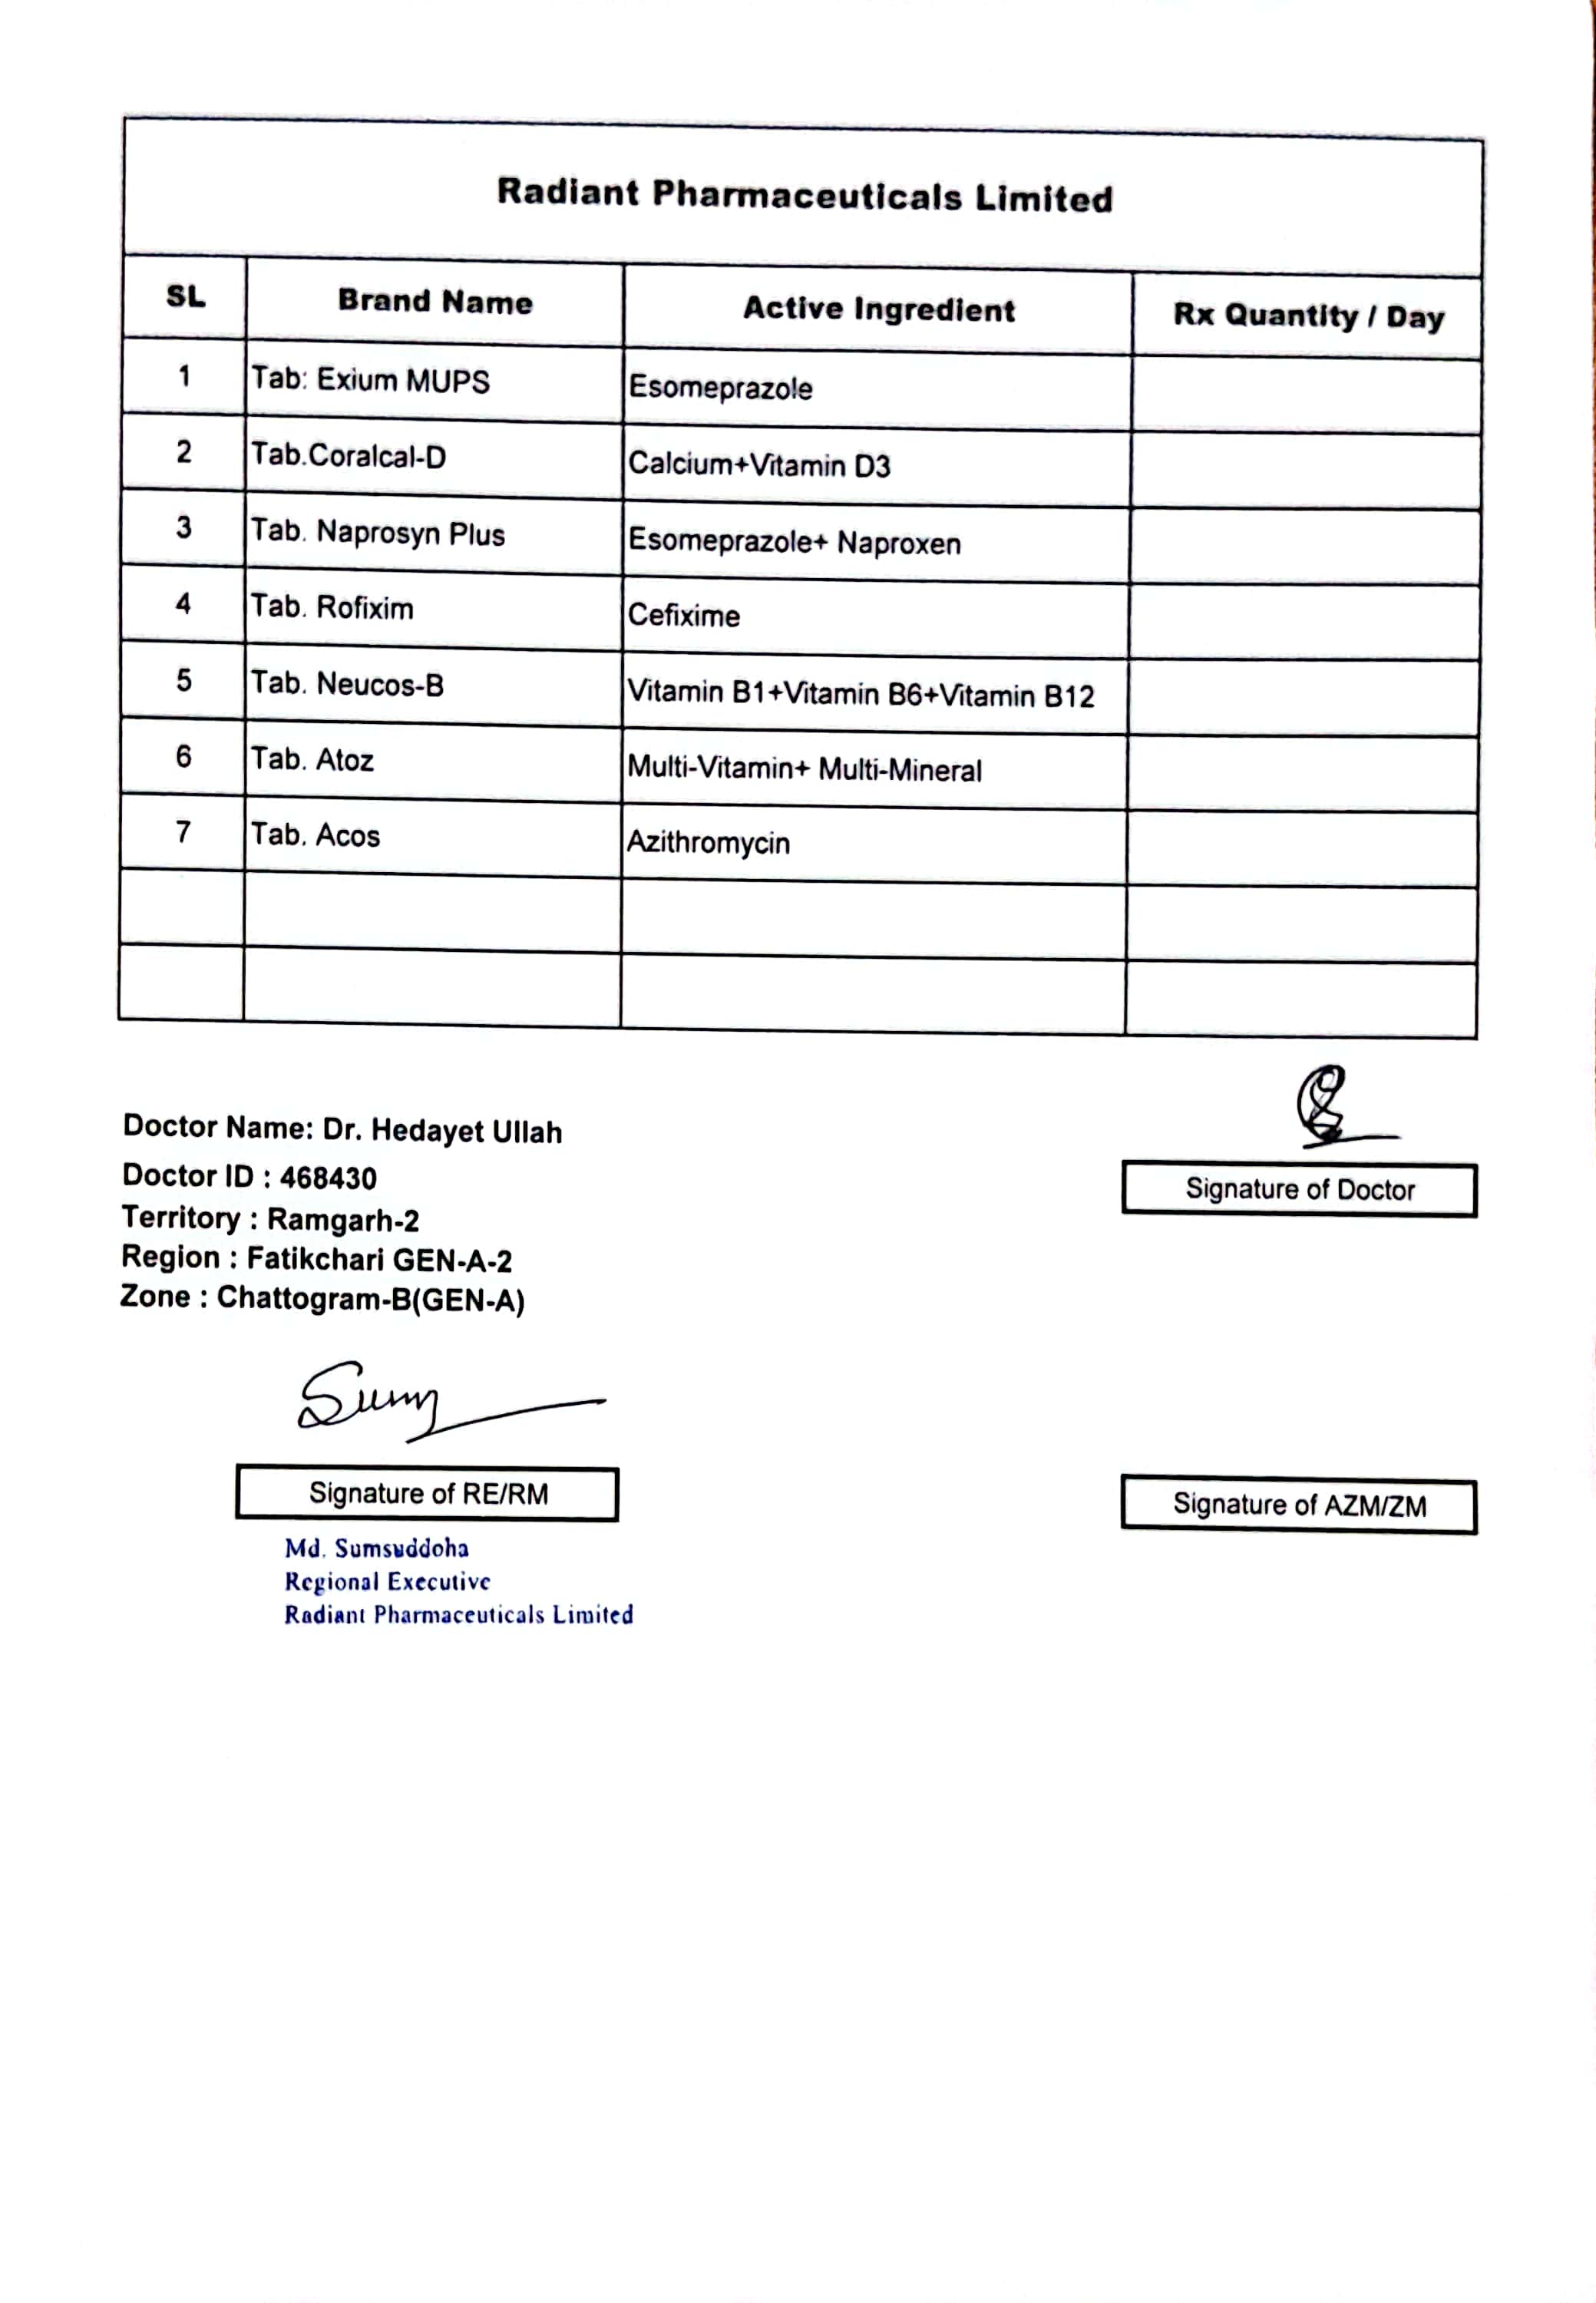 Radiant Pharmaceuticals Limited
SL Brand Name Active Ingredient Rx Quantity / Day
1 Tab: Exium MUPS Esomeprazole
2 Tab.Coralcal-D Calcium+Vitamin D3
3 Tab. Naprosyn Plus Esomeprazole+ Naproxen
4 Tab. Rofixim Cefixime
5 Tab. Neucos-B Vitamin B1+Vitamin B6+Vitamin B12
6 Tab. Atoz Multi-Vitamin+ Multi-Mineral
7 Tab. Acos Azithromycin
Doctor Name: Dr. Hedayet Ullah
Doctor ID : 468430
Signature of Doctor
Territory : Ramgarh-2
Region : Fatikchari GEN-A-2
Zone : Chattogram-B(GEN-A)
Signature of RE/RM
Signature of AZM/ZM
Md. Sumsuddoha
Regional Executive
Radiant Pharmaceuticals Limited